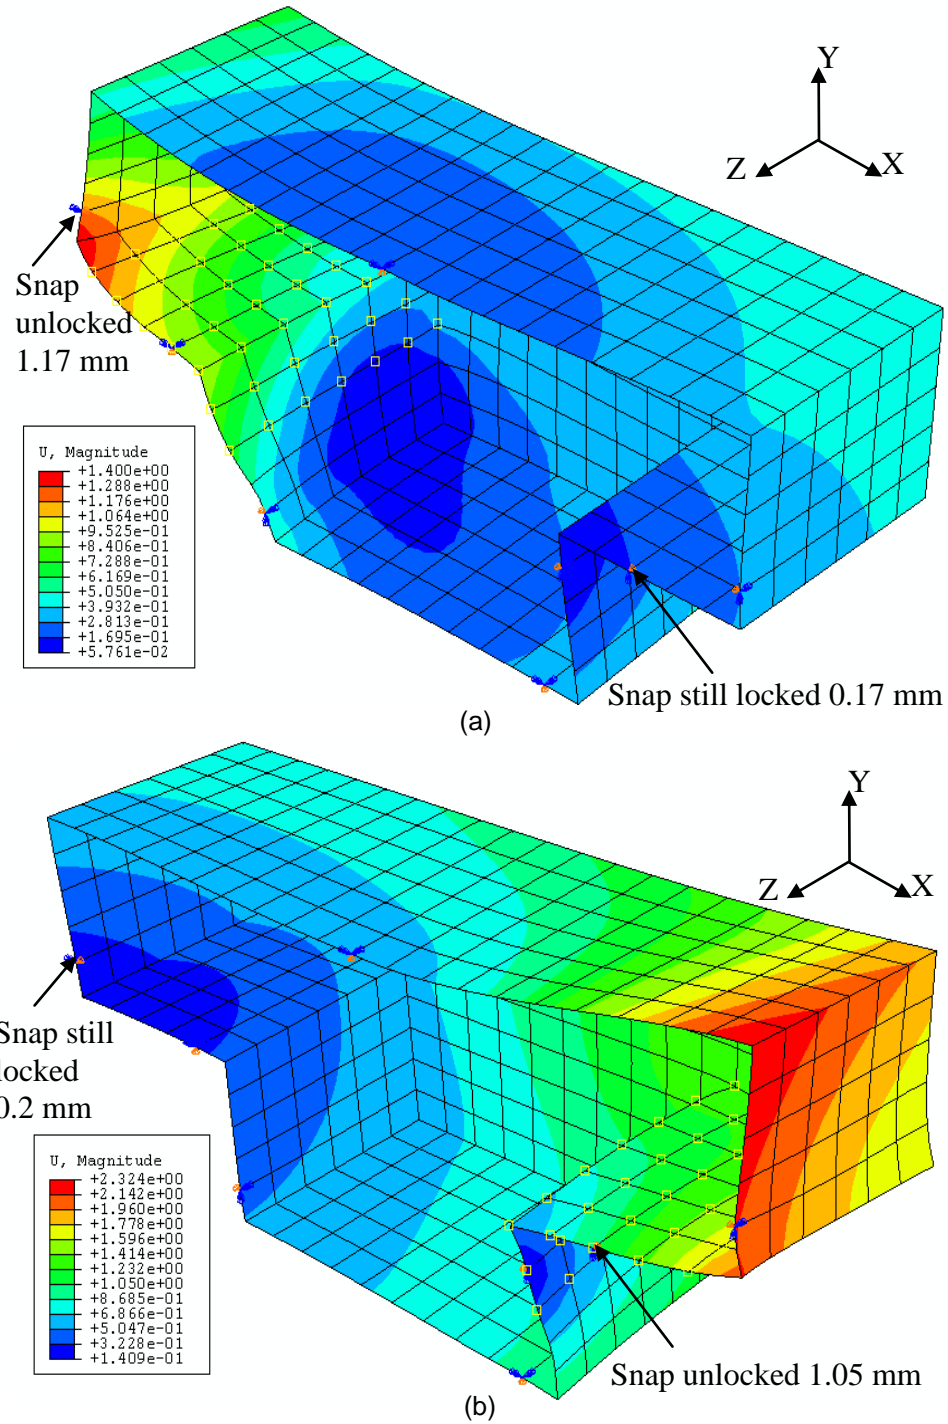 Y
Z
X
Snap
unlocked
1.17 mm
U, Magnitude
+1.400e+00
+1.288e+00
+1.176e+00
+1.064e+00
+9.525e-01
+8.406e-01
+7.288e-01
+6.169e-01
+5.050e-01
+3.932e-01
+2.813e-01
+1.695e-01
+5.761e-02
Snap still locked 0.17 mm
(a)
Y
Z
X
Snap still
locked
0.2 mm
U, Magnitude
+2.324e+00
+2.142e+00
+1.960e+00
+1.778e+00
+1.596e+00
+1.414e+00
+1.232e+00
+1.050e+00
+8.685e-01
+6.866e-01
+5.047e-01
+3.228e-01
+1.409e-01
Snap unlocked 1.05 mm
(b)